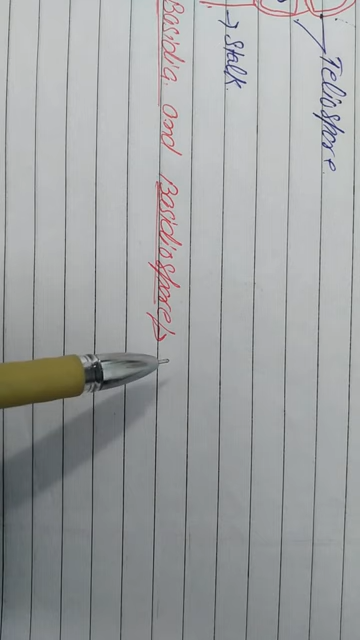 Teliospore
→ Stalk.
Basidia and Basidiospore→